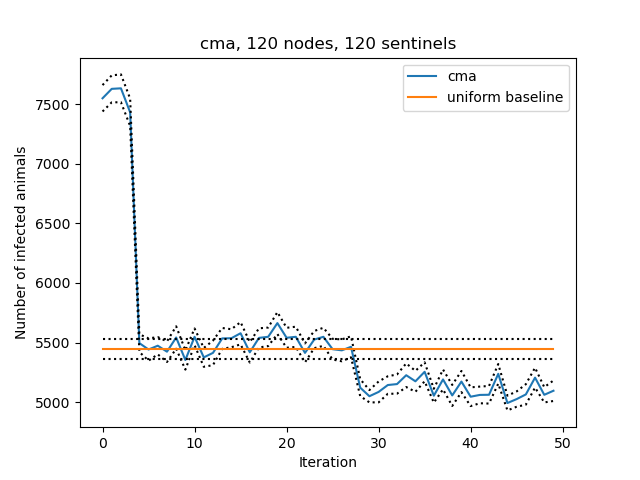 cma, 120 nodes, 120 sentinels
cma
uniform baseline
Number of infected animals
7500
7000
6500
6000
5500
5000
0 10 20 30 40 50
Iteration